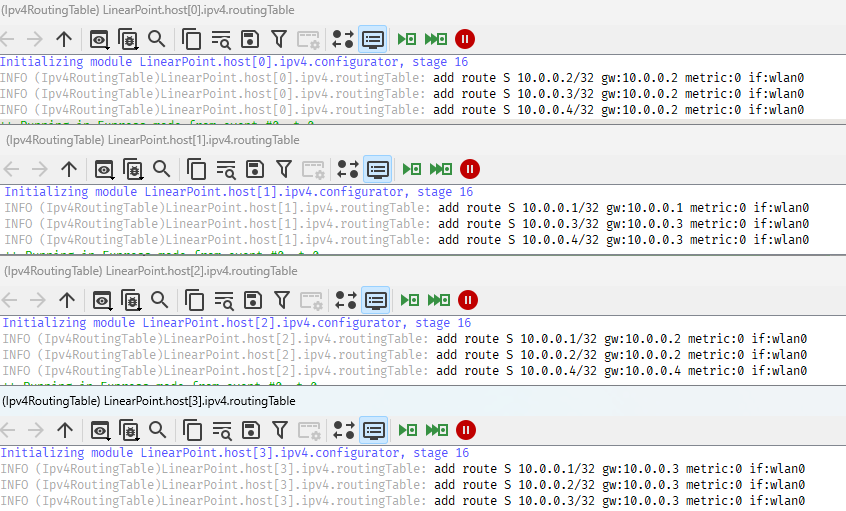 (Ipv4RoutingTable) LinearPoint.host[0].ipv4.routingTable
Initializing module LinearPoint.host[0].ipv4.configurator, stage 16
INFO (Ipv4RoutingTable)LinearPoint.host[0].ipv4.routingTable: add route S 10.0.0.2/32 gw:10.0.0.2 metric:0 if:wlan0
INFO (Ipv4RoutingTable)LinearPoint.host[0].ipv4.routingTable: add route S 10.0.0.3/32 gw:10.0.0.2 metric:0 if:wlan0
INFO (Ipv4RoutingTable)LinearPoint.host[0].ipv4.routingTable: add route S 10.0.0.4/32 gw:10.0.0.2 metric:0 if:wlan0
(Ipv4RoutingTable) LinearPoint.host[1].ipv4.routingTable
Initializing module LinearPoint.host[1].ipv4.configurator, stage 16
INFO (Ipv4RoutingTable)LinearPoint.host[1].ipv4.routingTable: add route S 10.0.0.1/32 gw:10.0.0.1 metric:0 if:wlan0
INFO (Ipv4RoutingTable)LinearPoint.host[1].ipv4.routingTable: add route S 10.0.0.3/32 gw:10.0.0.3 metric:0 if:wlan0
INFO (Ipv4RoutingTable)LinearPoint.host[1].ipv4.routingTable: add route S 10.0.0.4/32 gw:10.0.0.3 metric:0 if:wlan0
(Ipv4RoutingTable) LinearPoint.host[2].ipv4.routingTable
Initializing module LinearPoint.host[2].ipv4.configurator, stage 16
INFO (Ipv4RoutingTable)LinearPoint.host[2].ipv4.routingTable: add route S 10.0.0.1/32 gw:10.0.0.2 metric:0 if:wlan0
INFO (Ipv4RoutingTable)LinearPoint.host[2].ipv4.routingTable: add route S 10.0.0.2/32 gw:10.0.0.2 metric:0 if:wlan0
INFO (Ipv4RoutingTable)LinearPoint.host[2].ipv4.routingTable: add route S 10.0.0.4/32 gw:10.0.0.4 metric:0 if:wlan0
(Ipv4RoutingTable) LinearPoint.host[3].ipv4.routingTable
Initializing module LinearPoint.host[3].ipv4.configurator, stage 16
INFO (Ipv4RoutingTable)LinearPoint.host[3].ipv4.routingTable: add route S 10.0.0.1/32 gw:10.0.0.3 metric:0 if:wlan0
INFO (Ipv4RoutingTable)LinearPoint.host[3].ipv4.routingTable: add route S 10.0.0.2/32 gw:10.0.0.3 metric:0 if:wlan0
INFO (Ipv4RoutingTable)LinearPoint.host[3].ipv4.routingTable: add route S 10.0.0.3/32 gw:10.0.0.3 metric:0 if:wlan0